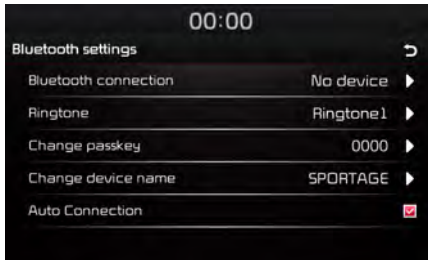 00:00
Bluetooth settings
Bluetooth connection No device
Ringtone Ringtone1
Change passkey 0000
Change device name SPORTAGE
Auto Connection